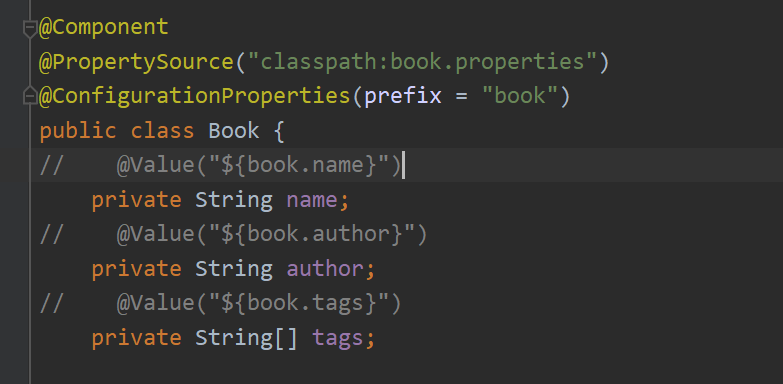 @Component
@PropertySource("classpath:book.properties")
@ConfigurationProperties(prefix = "book")
public class Book {
//    @Value("${book.name}")
    private String name;
//    @Value("${book.author}")
    private String author;
//    @Value("${book.tags}")
    private String[] tags;